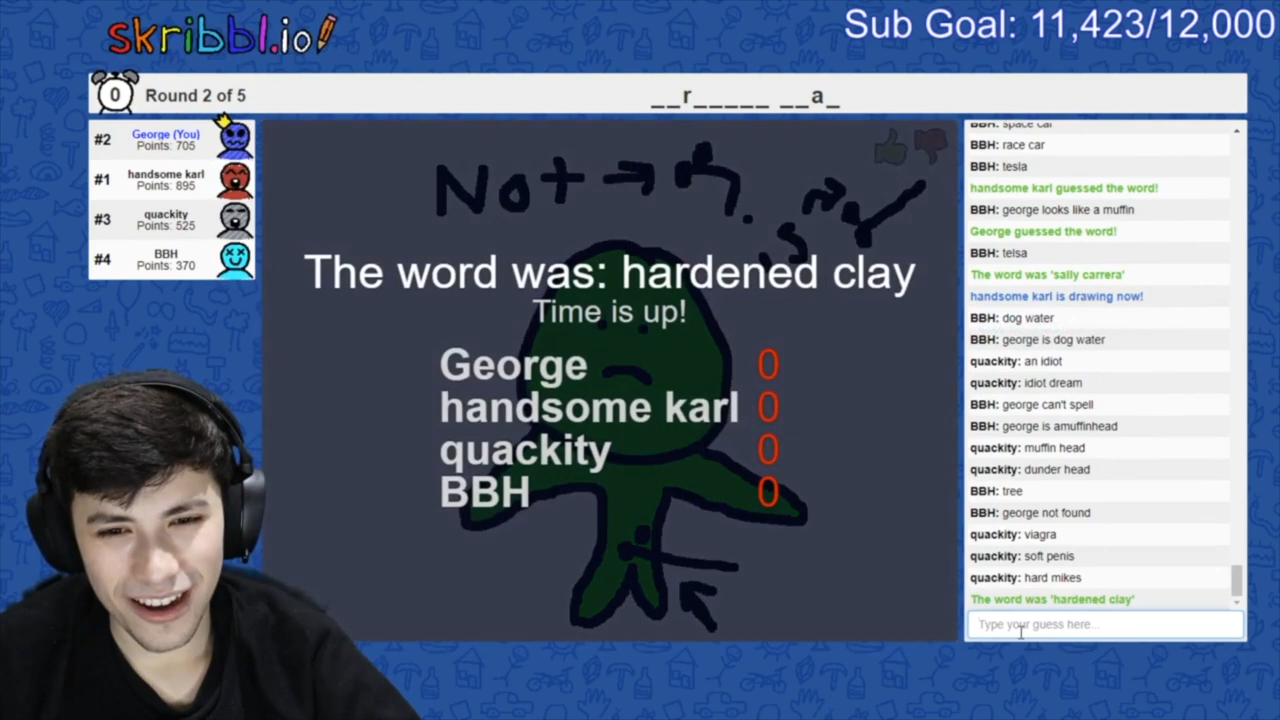 skribbl.io
Sub Goal: 11,423/12,000
0
Round 2 of 5
__r_____ __a_
#2 George (You)
Points: 705
#1 handsome karl
Points: 895
#3 quackity
Points: 525
#4 BBH
Points: 370
Not
The word was: hardened clay
Time is up!
George 0
handsome karl 0
quackity 0
BBH 0
BBH: space car
BBH: race car
BBH: tesla
handsome karl guessed the word!
BBH: george looks like a muffin
George guessed the word!
BBH: telsa
The word was 'sally carrera'
handsome karl is drawing now!
BBH: dog water
BBH: george is dog water
quackity: an idiot
quackity: idiot dream
BBH: george can't spell
BBH: george is amuffinhead
quackity: muffin head
quackity: dunder head
BBH: tree
BBH: george not found
quackity: viagra
quackity: soft penis
quackity: hard mikes
The word was 'hardened clay'
Type your guess here...